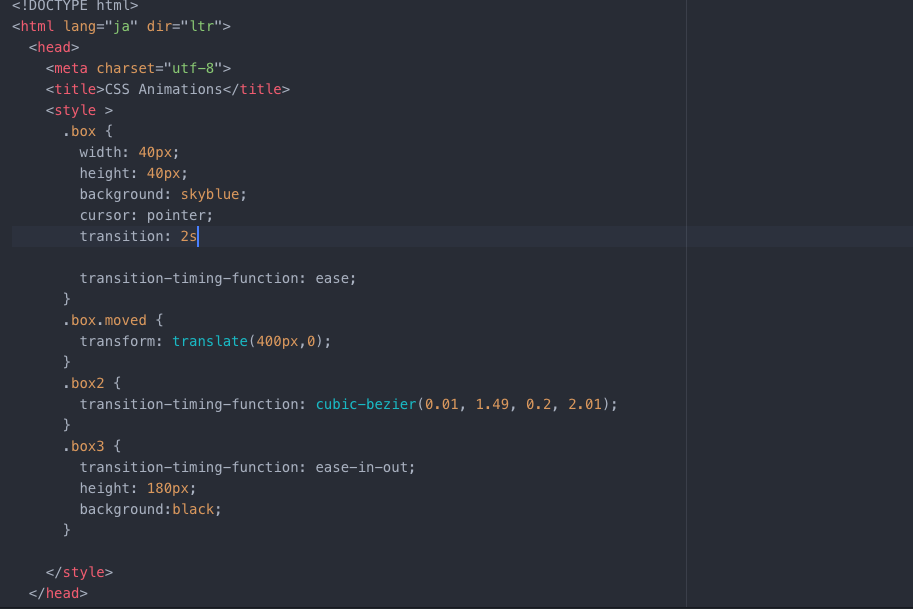 <!DOCTYPE html>
<html lang="ja" dir="ltr">
<head>
<meta charset="utf-8">
<title>CSS Animations</title>
<style >
.box {
width: 40px;
height: 40px;
background: skyblue;
cursor: pointer;
transition: 2s
transition-timing-function: ease;
}
.box.moved {
transform: translate(400px,0);
}
.box2 {
transition-timing-function: cubic-bezier(0.01, 1.49, 0.2, 2.01);
}
.box3 {
transition-timing-function: ease-in-out;
height: 180px;
background:black;
}
</style>
</head>